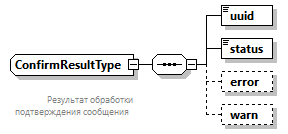 uuid
status
ConfirmResultType
error
Результат обработки
подтверждения сообщения
warn